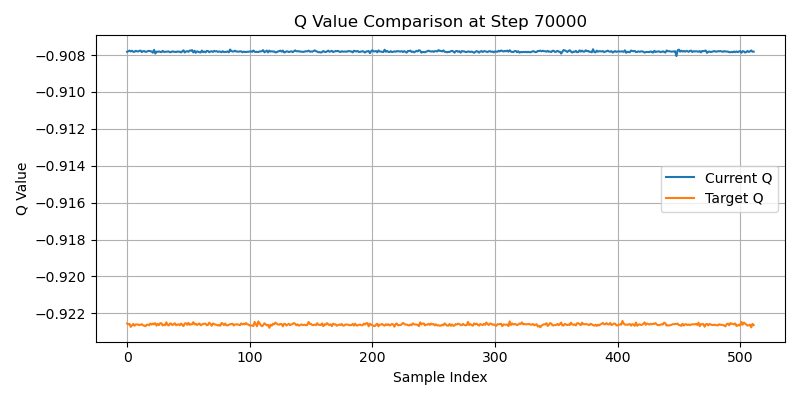 Q Value Comparison at Step 70000
Q Value
−0.908
−0.910
−0.912
−0.914
−0.916
−0.918
−0.920
−0.922
Current Q
Target Q
0 100 200 300 400 500
Sample Index